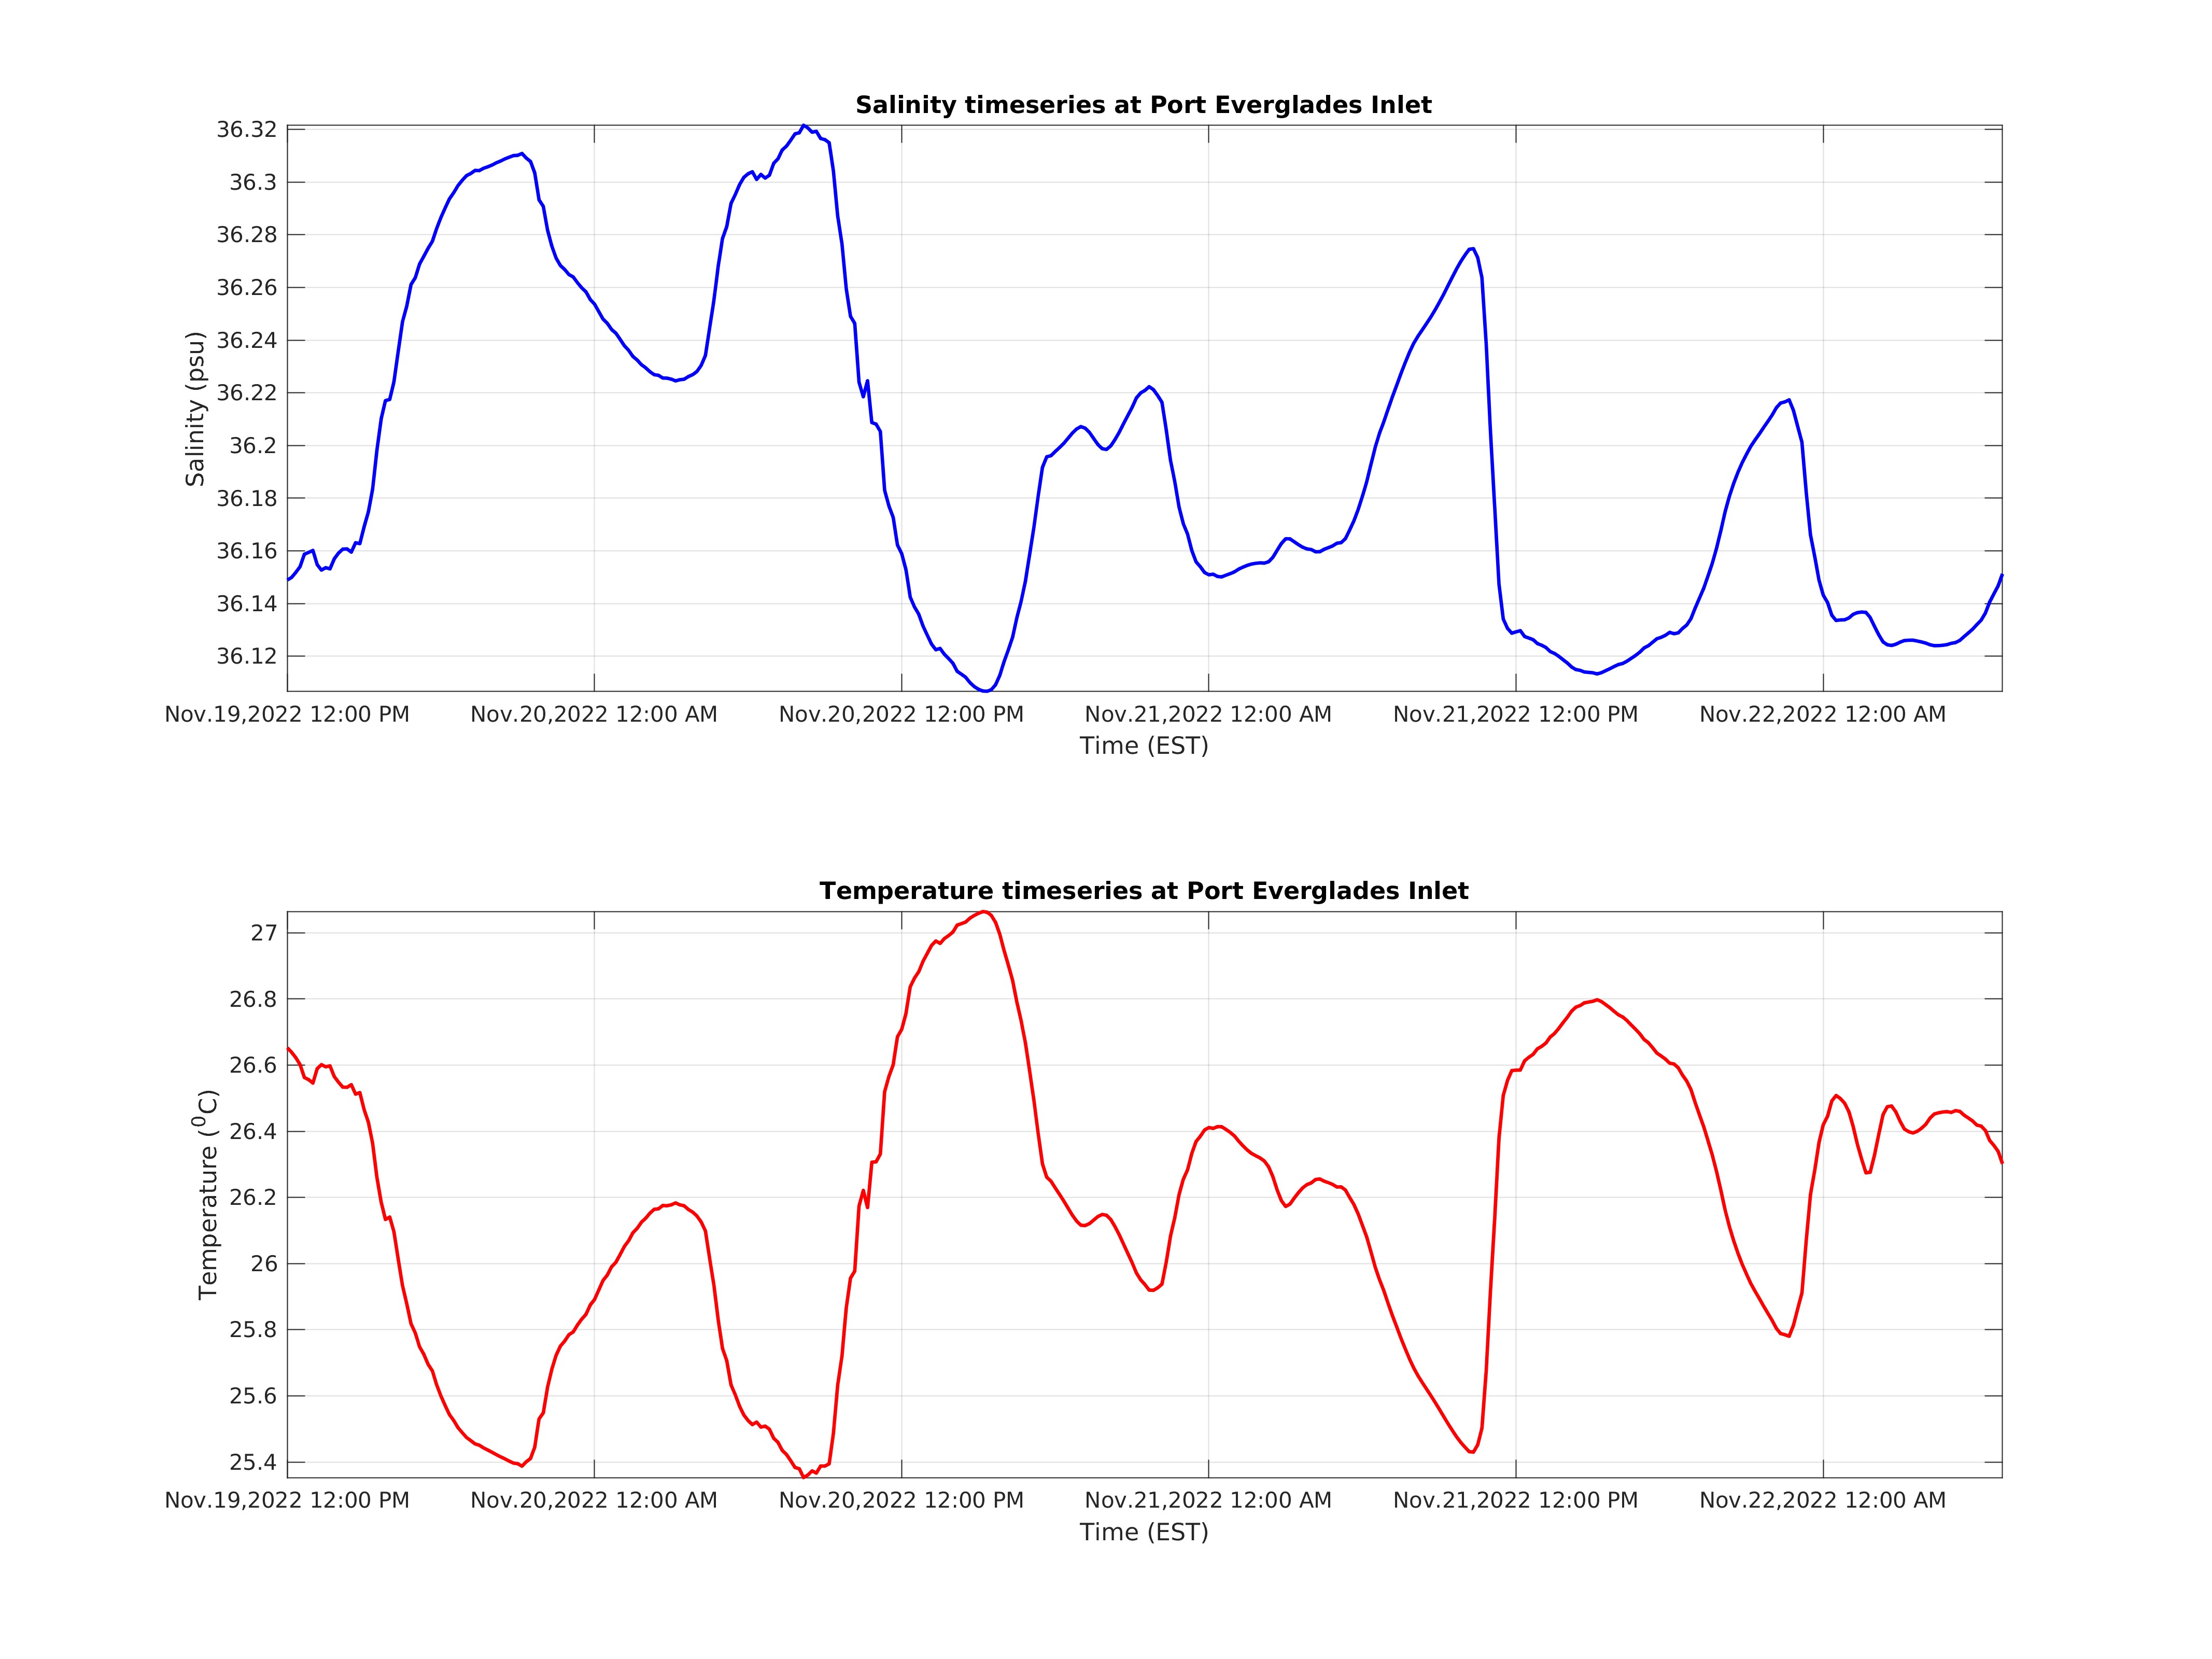 Salinity timeseries at Port Everglades Inlet
36.32
36.3
36.28
36.26
36.24
36.22
36.2
36.18
36.16
36.14
36.12
Salinity (psu)
Nov.19,2022 12:00 PM Nov.20,2022 12:00 AM Nov.20,2022 12:00 PM Nov.21,2022 12:00 AM Nov.21,2022 12:00 PM Nov.22,2022 12:00 AM
Time (EST)
Temperature timeseries at Port Everglades Inlet
27
26.8
26.6
26.4
26.2
26
25.8
25.6
25.4
Temperature (⁰C)
Nov.19,2022 12:00 PM Nov.20,2022 12:00 AM Nov.20,2022 12:00 PM Nov.21,2022 12:00 AM Nov.21,2022 12:00 PM Nov.22,2022 12:00 AM
Time (EST)